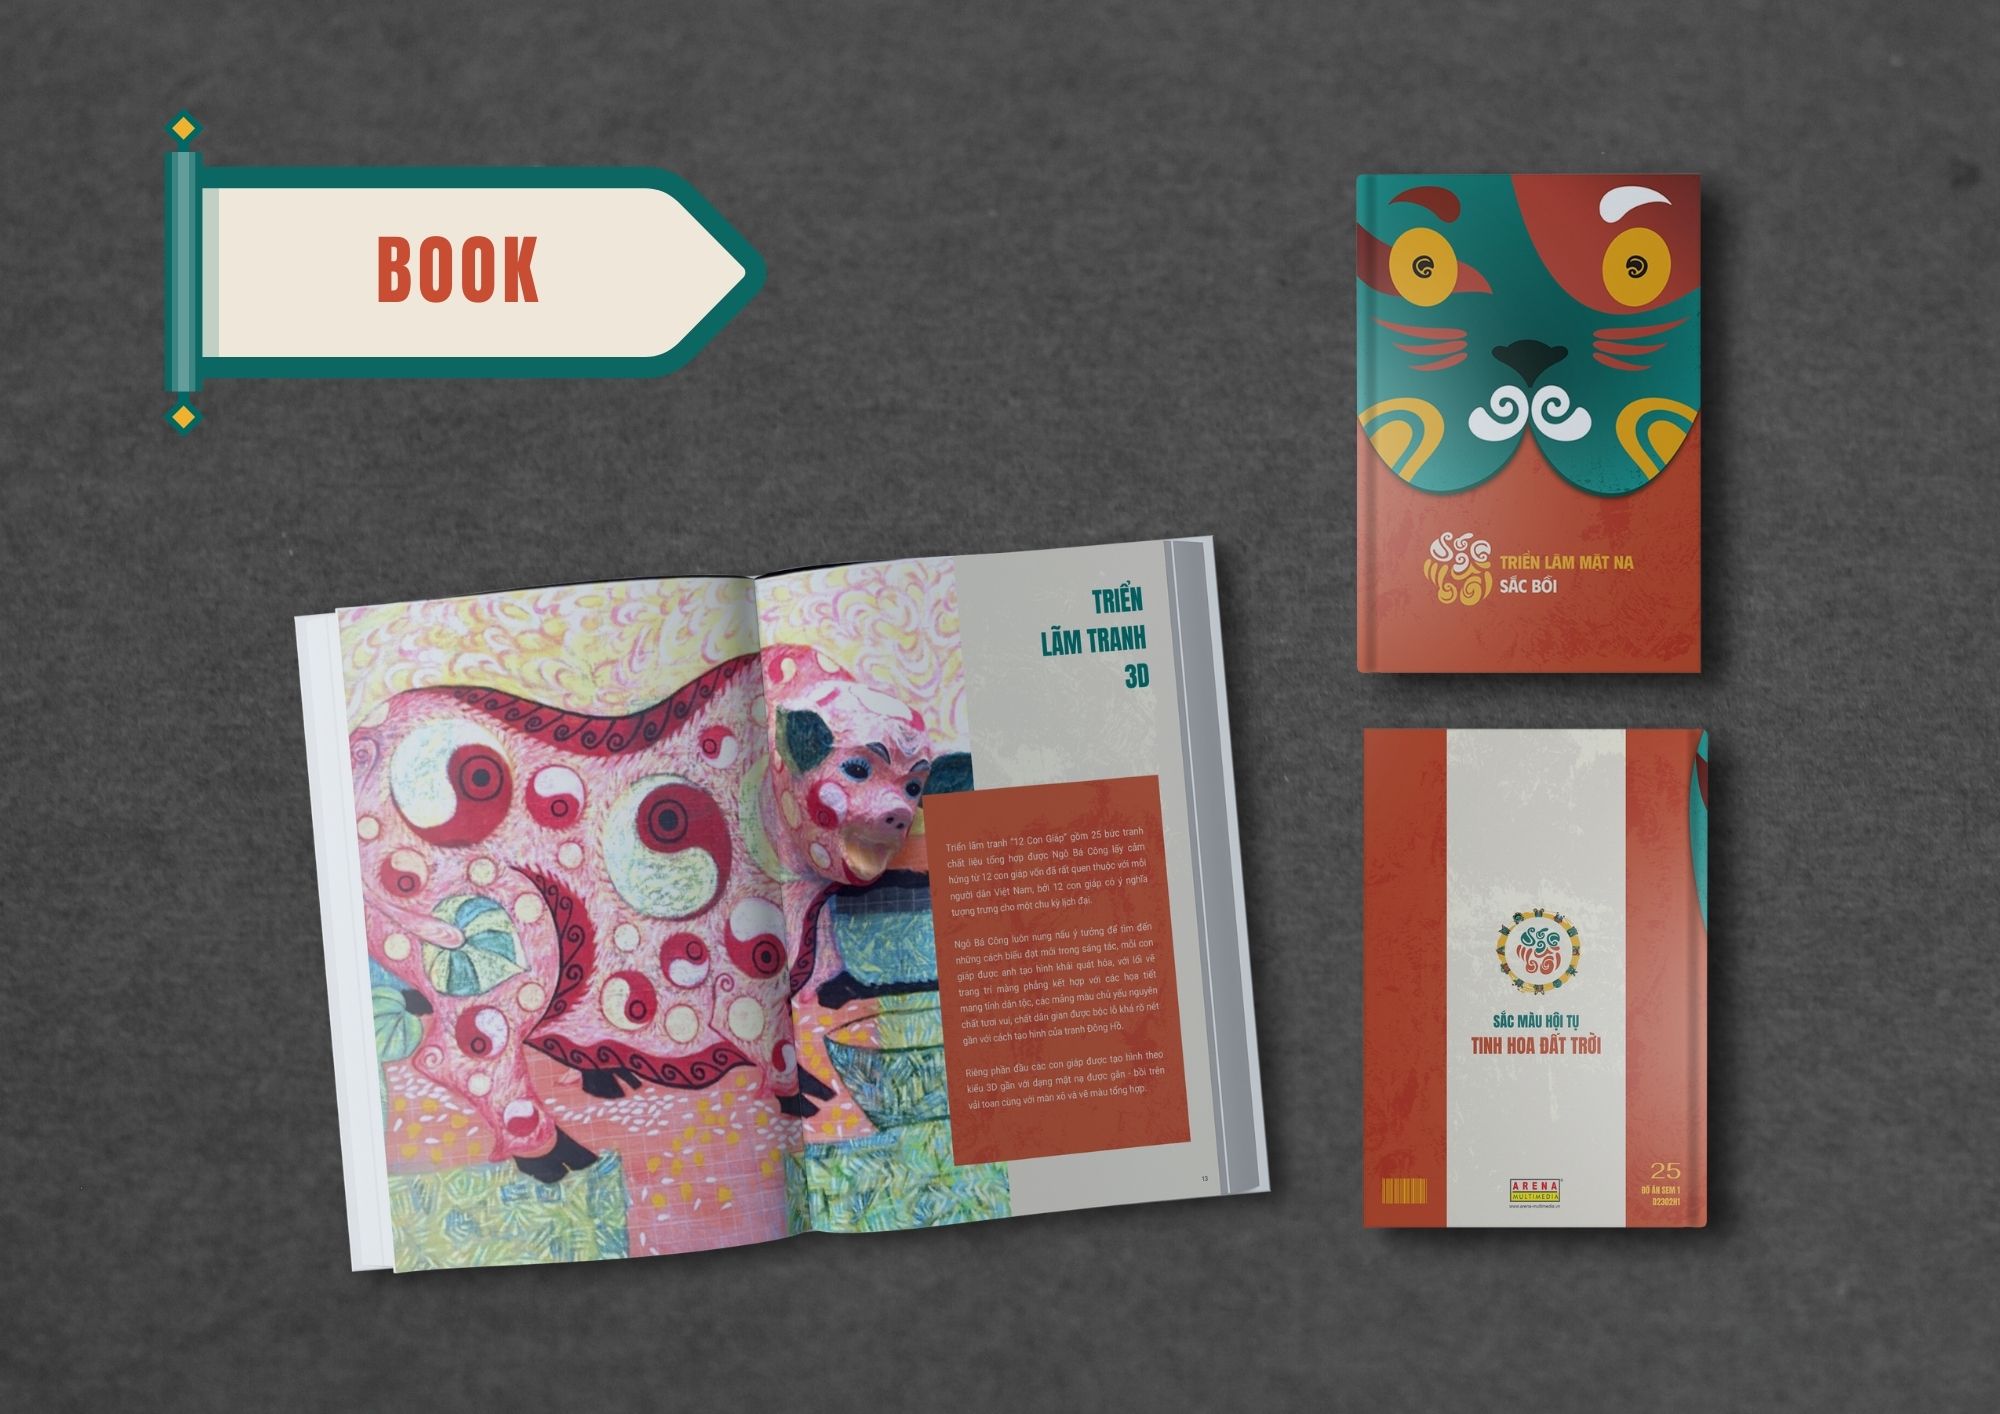 BOOK
TRIỂN LÃM MẶT NẠ
SẮC BỒI
TRIỂN
LÃM TRANH
3D
Triển lãm tranh "12 Con Giáp" gồm 25 bức tranh
chất liệu tổng hợp được Ngô Bá Công lấy cảm
hứng từ 12 con giáp vốn đã rất quen thuộc với mỗi
người dân Việt Nam, bởi 12 con giáp có ý nghĩa
tượng trưng cho một chu kỳ lịch đại.
Ngô Bá Công luôn nung nấu ý tưởng để tìm đến
những cách biểu đạt mới trong sáng tác, mỗi con
giáp được anh tạo hình khái quát hóa, với lối vẽ
trang trí mảng phẳng kết hợp với các họa tiết
mang tính dân tộc, các mảng màu chủ yếu nguyên
chất tươi vui, chất dân gian được bộc lộ khá rõ nét
gần với cách tạo hình của tranh Đông Hồ.
Riêng phần đầu các con giáp được tạo hình theo
kiểu 3D gần với dạng mặt nạ được gắn - bồi trên
vải toan cùng với màn xô và vẽ màu tổng hợp.
13
SẮC MÀU HỘI TỤ
TINH HOA ĐẤT TRỜI
ARENA
MULTIMEDIA
www.arena-multimedia.vn
25
ĐỒ ÁN SEM 1
D2302H1